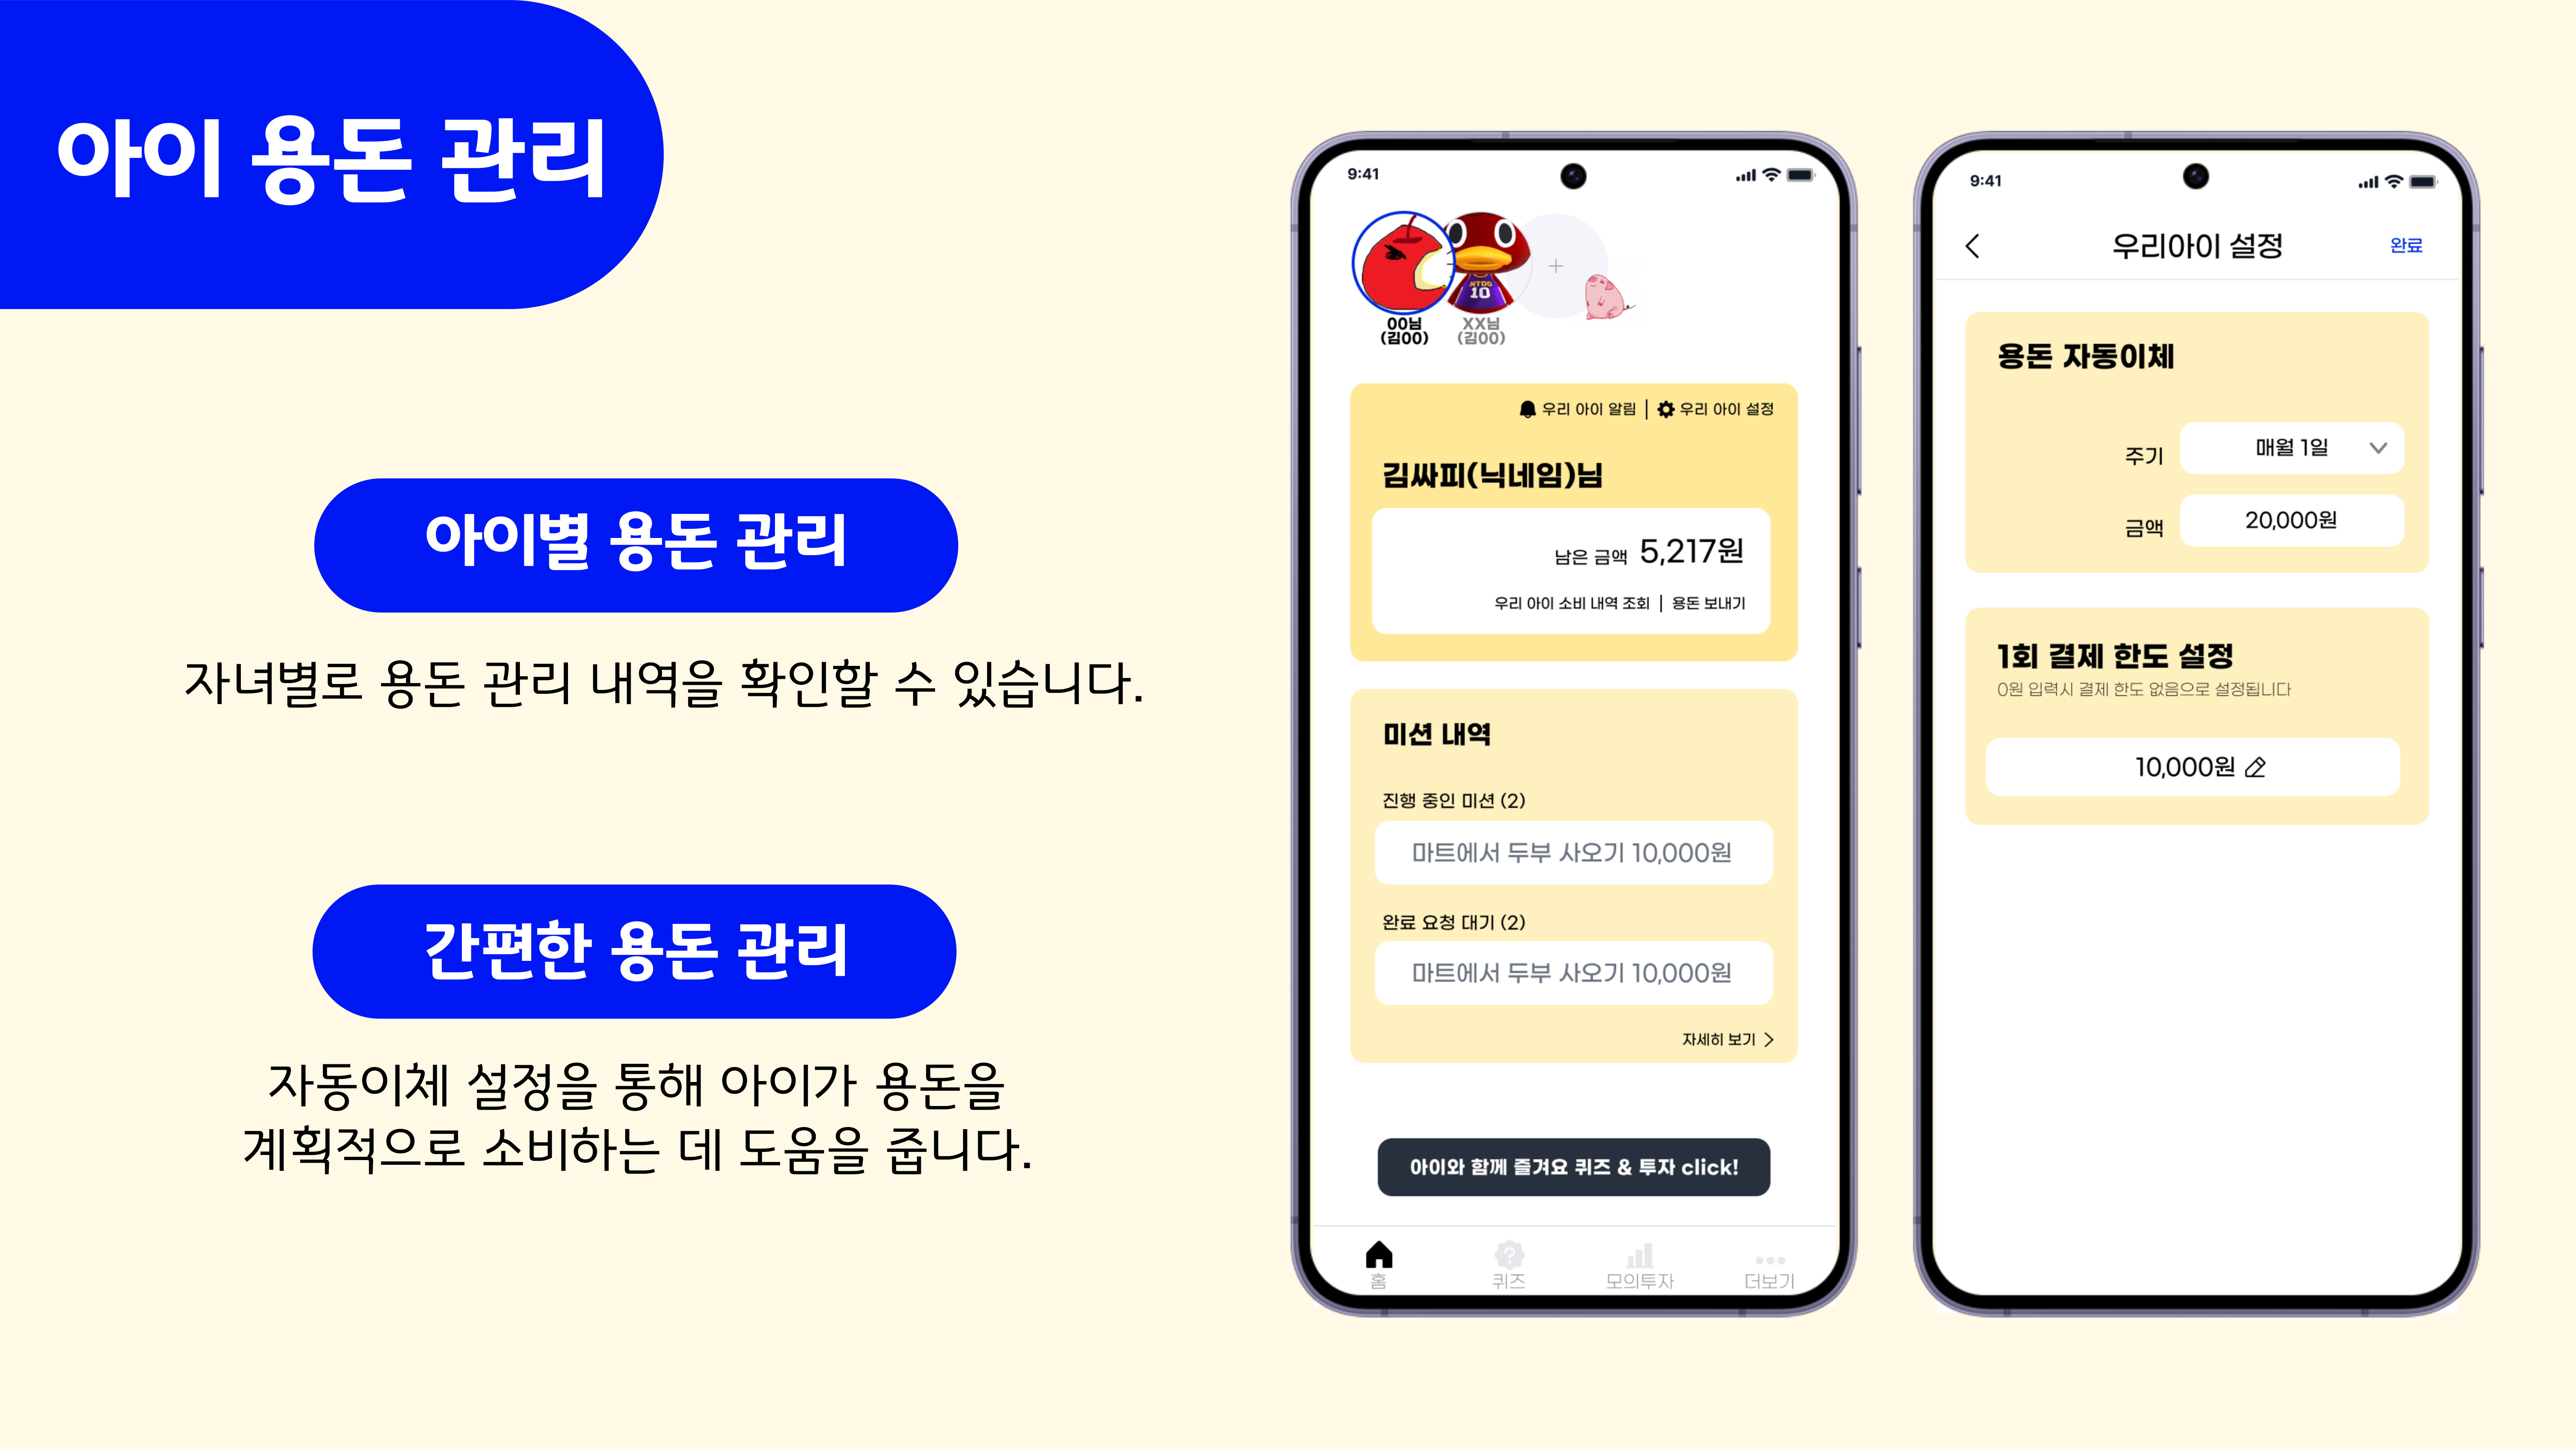 아이 용돈 관리
아이별 용돈 관리
자녀별로 용돈 관리 내역을 확인할 수 있습니다.
간편한 용돈 관리
자동이체 설정을 통해 아이가 용돈을
계획적으로 소비하는 데 도움을 줍니다.
9:41
NTDG
10
OO님
(김OO)
XX님
(김OO)
우리 아이 알림 | 우리 아이 설정
김싸피(닉네임)님
남은 금액 5,217원
우리 아이 소비 내역 조회 | 용돈 보내기
미션 내역
진행 중인 미션 (2)
마트에서 두부 사오기 10,000원
완료 요청 대기 (2)
마트에서 두부 사오기 10,000원
자세히 보기 >
아이와 함께 즐겨요 퀴즈 & 투자 click!
홈 퀴즈 모의투자 더보기
9:41
우리아이 설정 완료
용돈 자동이체
주기 매월 1일
금액 20,000원
1회 결제 한도 설정
0원 입력시 결제 한도 없음으로 설정됩니다
10,000원